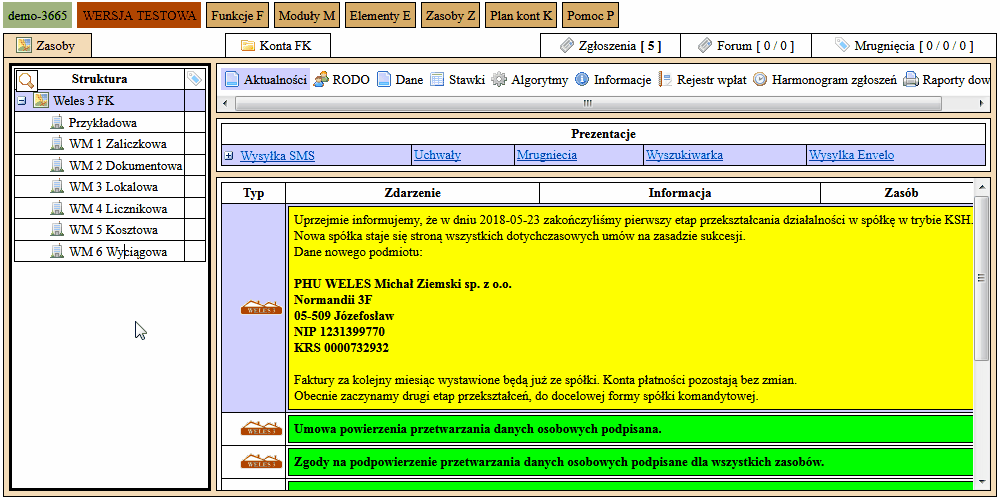 demo-3665 WERSJA TESTOWA Funkcje F Moduły M Elementy E Zasoby Z Plan kont K Pomoc P
Zasoby Konta FK Zgłoszenia [ 5 ] Forum [ 0 / 0 ] Mrugnięcia [ 0 / 0 / 0 ]
Struktura
Weles 3 FK
Przykładowa
WM 1 Zaliczkowa
WM 2 Dokumentowa
WM 3 Lokalowa
WM 4 Licznikowa
WM 5 Kosztowa
WM 6 Wyciągowa
Aktualności RODO Dane Stawki Algorytmy Informacje Rejestr wpłat Harmonogram zgłoszeń Raporty dow
Prezentacje
Wysyłka SMS Uchwały Mrugniecia Wyszukiwarka Wysyłka Envelo
Typ Zdarzenie Informacja Zasób
Uprzejmie informujemy, że w dniu 2018-05-23 zakończyliśmy pierwszy etap przekształcania działalności w spółkę w trybie KSH.
Nowa spółka staje się stroną wszystkich dotychczasowych umów na zasadzie sukcesji.
Dane nowego podmiotu:
PHU WELES Michał Ziemski sp. z o.o.
Normandii 3F
05-509 Józefosław
NIP 1231399770
KRS 0000732932
Faktury za kolejny miesiąc wystawione będą już ze spółki. Konta płatności pozostają bez zmian.
Obecnie zaczynamy drugi etap przekształceń, do docelowej formy spółki komandytowej.
WELES 3
WELES 3 Umowa powierzenia przetwarzania danych osobowych podpisana.
WELES 3 Zgody na podpowierzenie przetwarzania danych osobowych podpisane dla wszystkich zasobów.